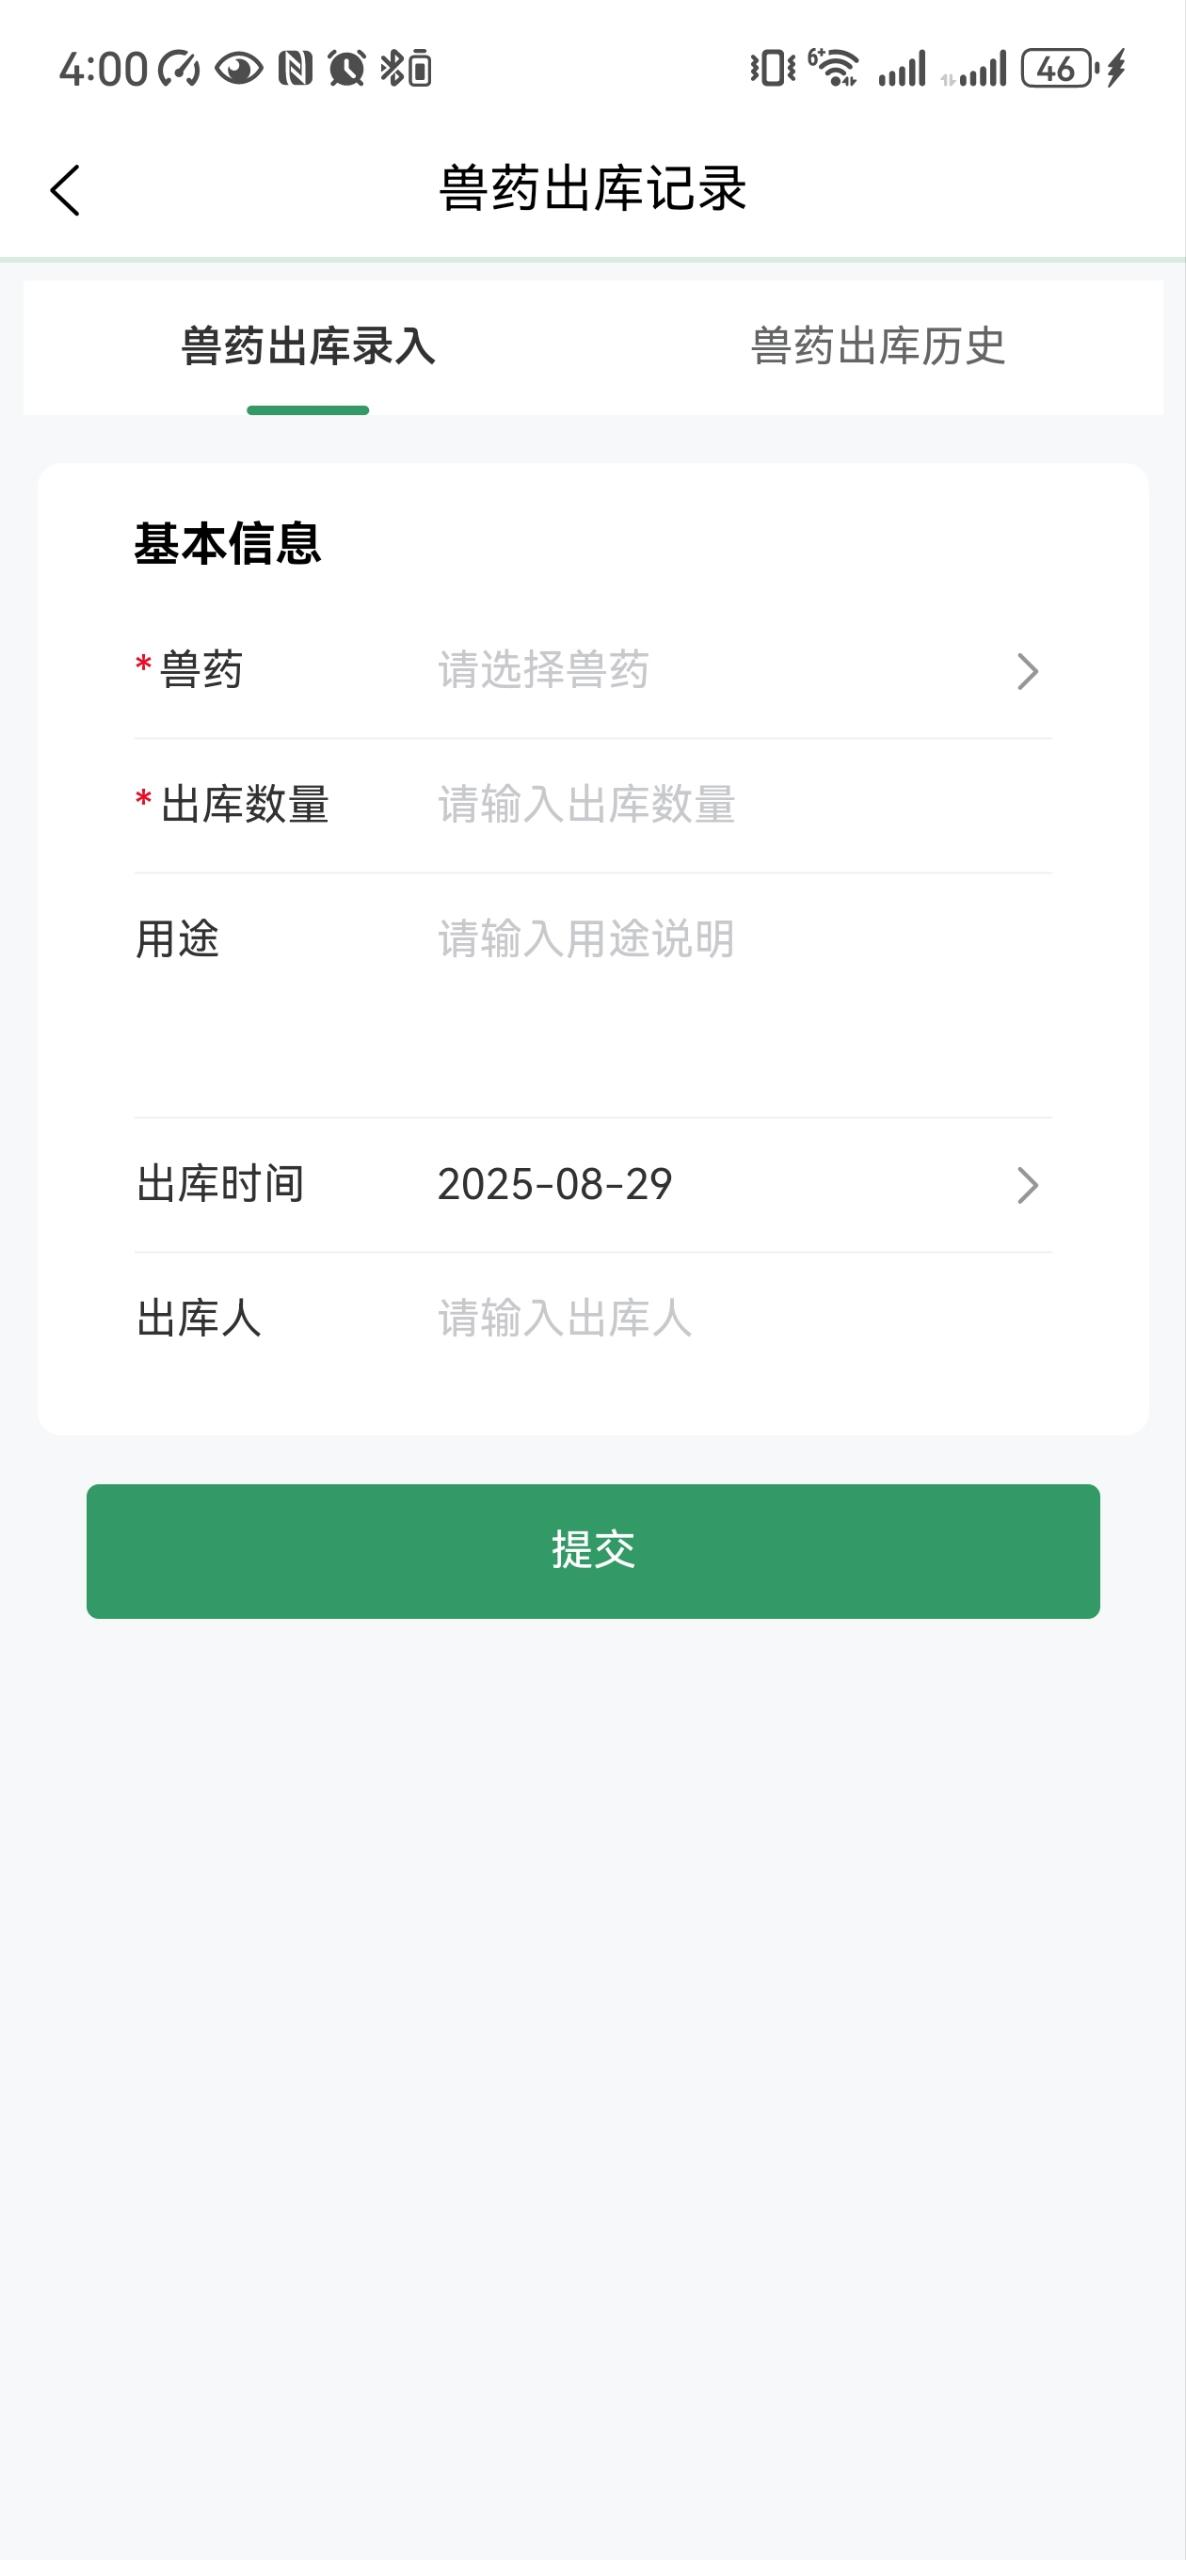 4:00
6+
46
兽药出库记录
兽药出库录入 兽药出库历史
基本信息
*兽药 请选择兽药
*出库数量 请输入出库数量
用途 请输入用途说明
出库时间 2025-08-29
出库人 请输入出库人
提交